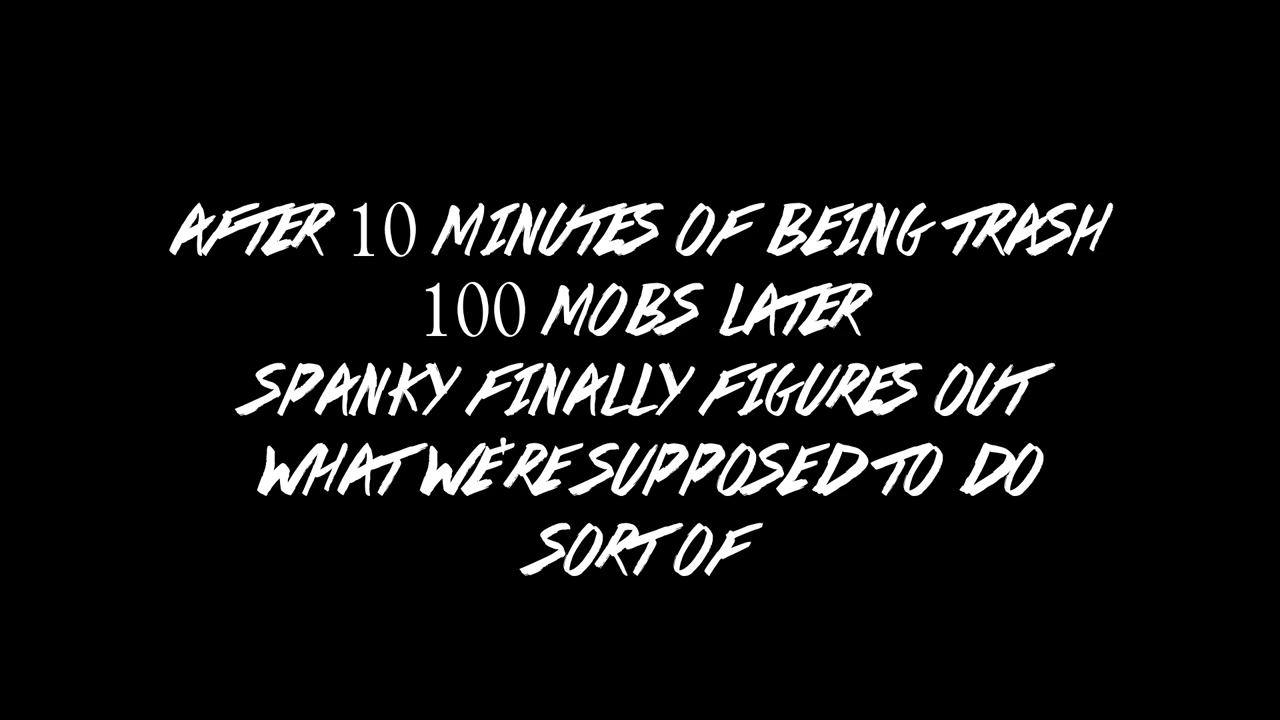 AFTER 10 MINUTES OF BEING TRASH
100 MOBS LATER
SPANKY FINALLY FIGURES OUT
WHAT WE'RE SUPPOSED TO DO
SORT OF